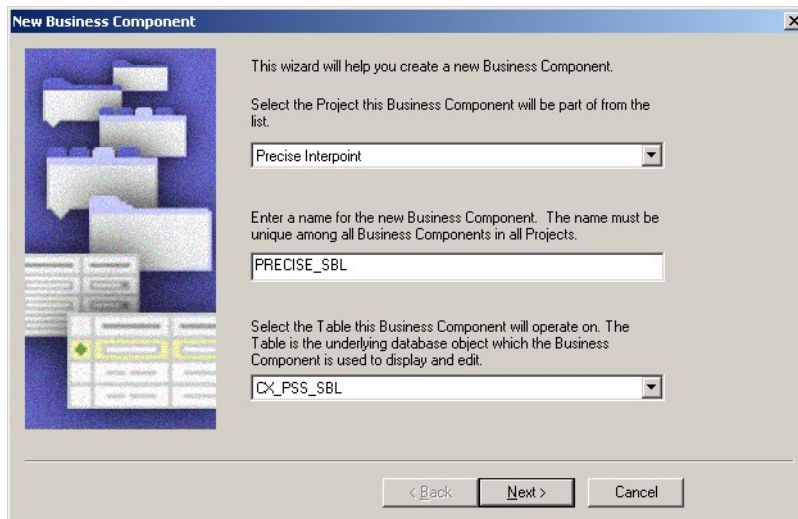 New Business Component
This wizard will help you create a new Business Component.
Select the Project this Business Component will be part of from the
list.
Precise Interpoint
Enter a name for the new Business Component. The name must be
unique among all Business Components in all Projects.
PRECISE_SBL
Select the Table this Business Component will operate on. The
Table is the underlying database object which the Business
Component is used to display and edit.
CX_PSS_SBL
< Back Next > Cancel